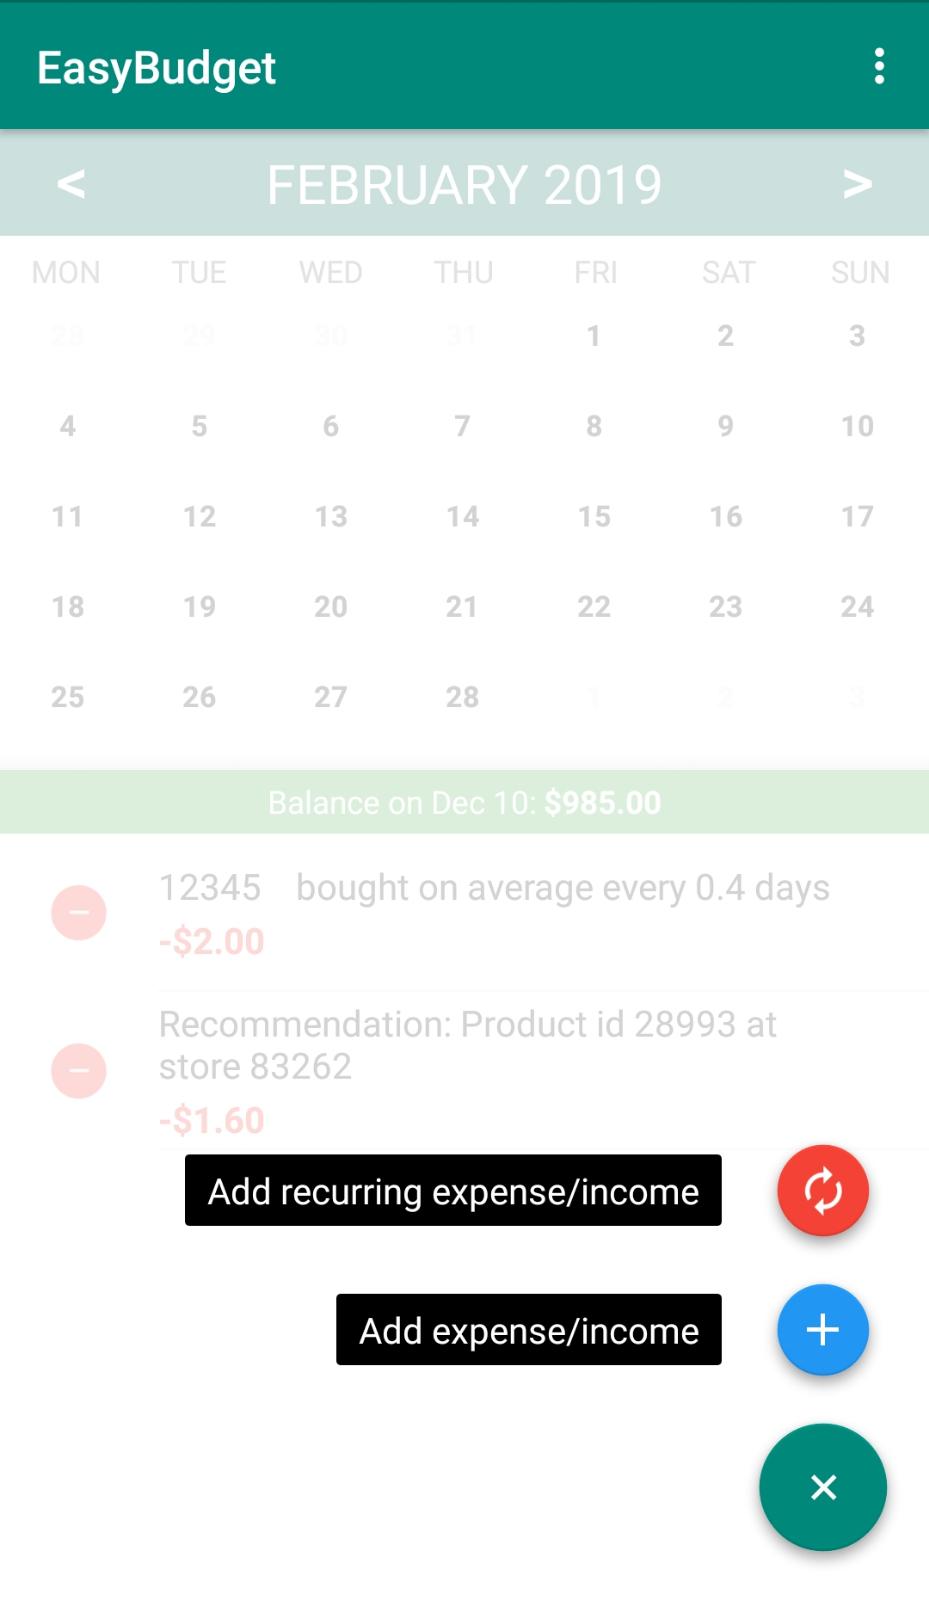 EasyBudget
< FEBRUARY 2019 >
MON TUE WED THU FRI SAT SUN
28 29 30 31 1 2 3
4 5 6 7 8 9 10
11 12 13 14 15 16 17
18 19 20 21 22 23 24
25 26 27 28 1 2 3
Balance on Dec 10: $985.00
12345 bought on average every 0.4 days
-$2.00
Recommendation: Product id 28993 at
store 83262
-$1.60
Add recurring expense/income
Add expense/income